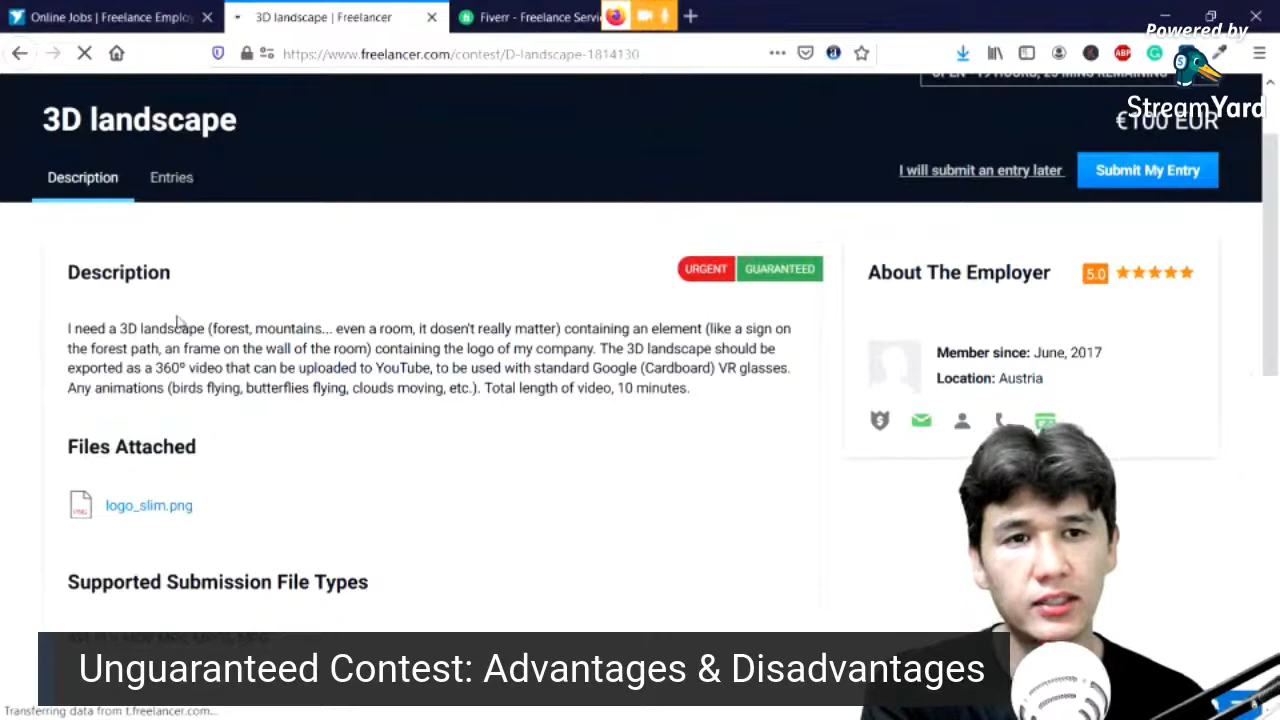 Online Jobs | Freelance Employ
3D landscape | Freelancer
Fiverr - Freelance Servi
Powered by
https://www.freelancer.com/contest/D-landscape-1814130
ABP
StreamYard
3D landscape
€100 EUR
Description
Entries
I will submit an entry later
Submit My Entry
Description
URGENT
GUARANTEED
About The Employer
5.0
I need a 3D landscape (forest, mountains... even a room, it dosen't really matter) containing an element (like a sign on
the forest path, an frame on the wall of the room) containing the logo of my company. The 3D landscape should be
exported as a 360º video that can be uploaded to YouTube, to be used with standard Google (Cardboard) VR glasses.
Any animations (birds flying, butterflies flying, clouds moving, etc.). Total length of video, 10 minutes.
Member since: June, 2017
Location: Austria
Files Attached
logo_slim.png
Supported Submission File Types
Unguaranteed Contest: Advantages & Disadvantages
Transferring data from t.freelancer.com...